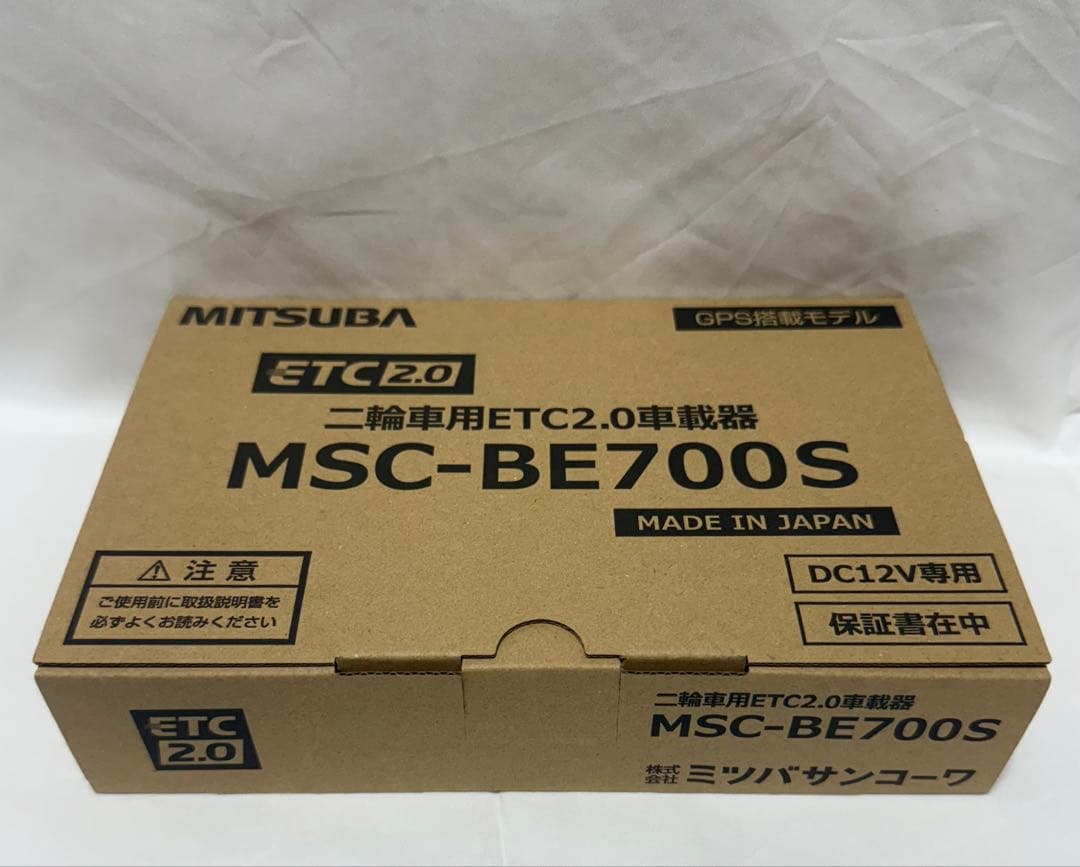 MITSUBA
GPS搭載モデル
ETC2.0
二輪車用ETC2.0車載器
MSC-BE700S
MADE IN JAPAN
⚠ 注意
ご使用前に取扱説明書を
必ずよくお読みください
DC12V専用
保証書在中
ETC
2.0
二輪車用ETC2.0車載器
MSC-BE700S
株式会社 ミツバサンコーワ